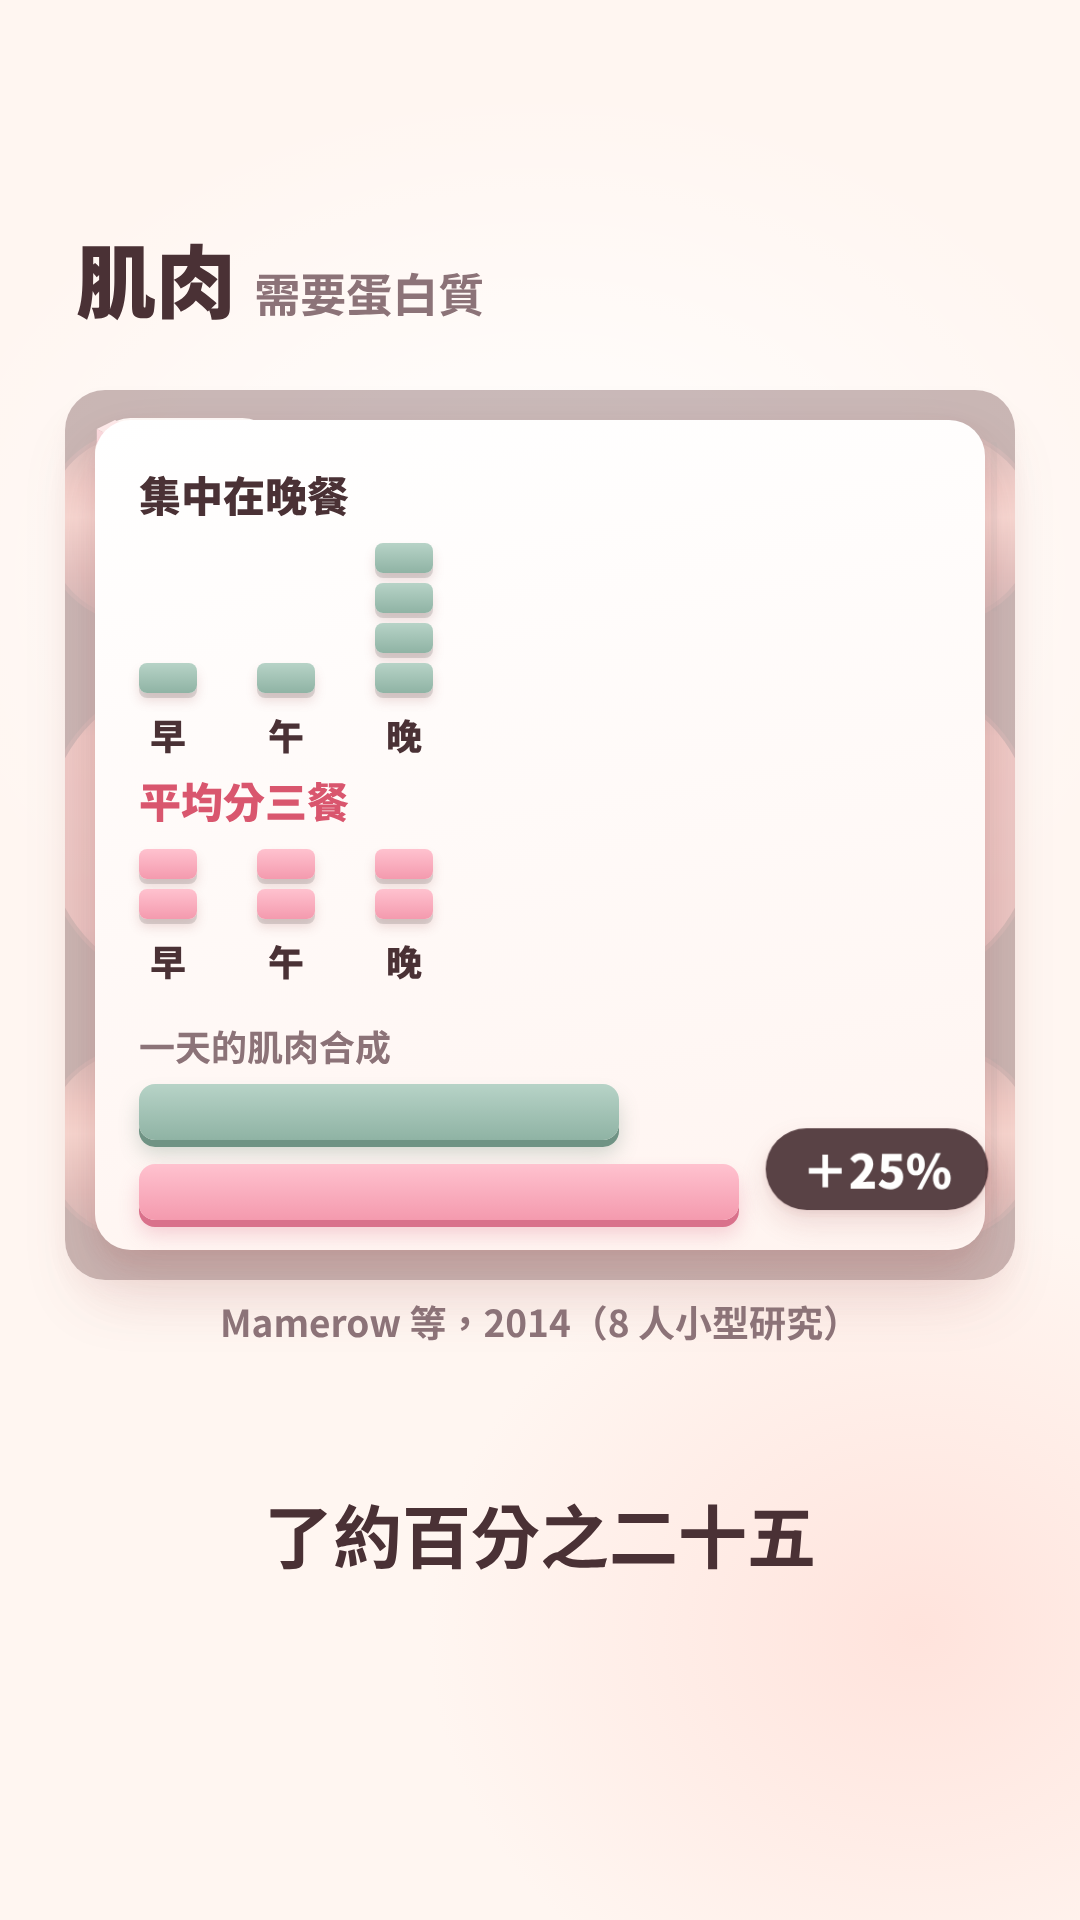 肌肉 需要蛋白質
集中在晚餐
早 午 晚
平均分三餐
早 午 晚
一天的肌肉合成
+25%
Mamerow 等，2014（8 人小型研究）
了約百分之二十五